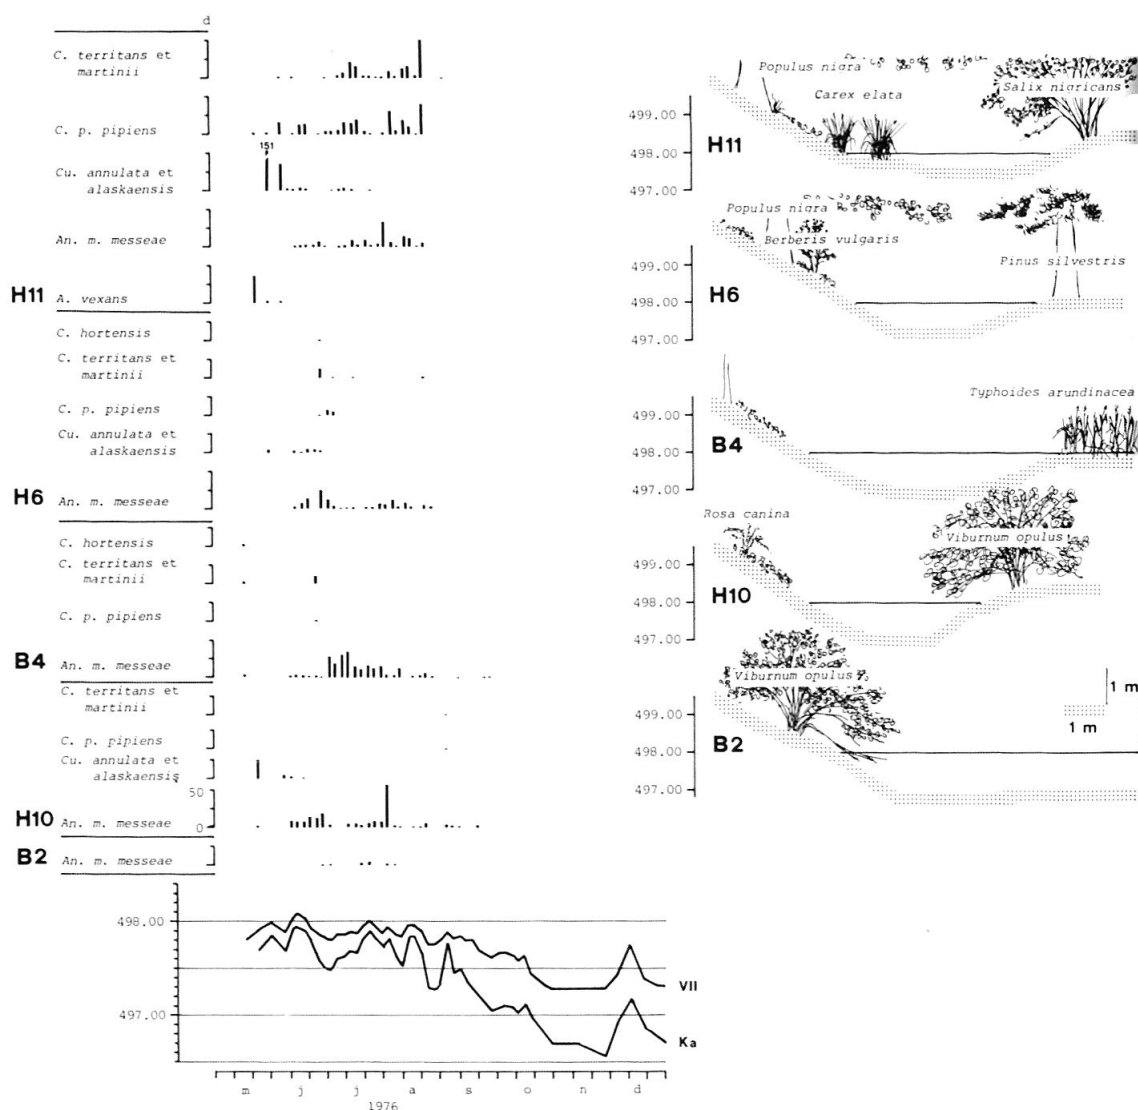 d
C. territans et
martinii
C. p. pipiens
151
Cu. annulata et
alaskaensis
An. m. messeae
H11 A. vexans
C. hortensis
C. territans et
martinii
C. p. pipiens
Cu. annulata et
alaskaensis
H6 An. m. messeae
C. hortensis
C. territans et
martinii
C. p. pipiens
B4 An. m. messeae
C. territans et
martinii
C. p. pipiens
Cu. annulata et
alaskaensis
50
H10 An. m. messeae 0
B2 An. m. messeae
498.00
497.00
VII
Ka
m j j a s o n d
1976
Populus nigra
Carex elata
Salix nigricans
499.00
H11
498.00
497.00
Populus nigra
Berberis vulgaris
Pinus silvestris
499.00
H6
498.00
497.00
Typhoides arundinacea
499.00
B4
498.00
497.00
Rosa canina
Viburnum opulus
499.00
H10
498.00
497.00
Viburnum opulus
1 m
1 m
499.00
B2
498.00
497.00